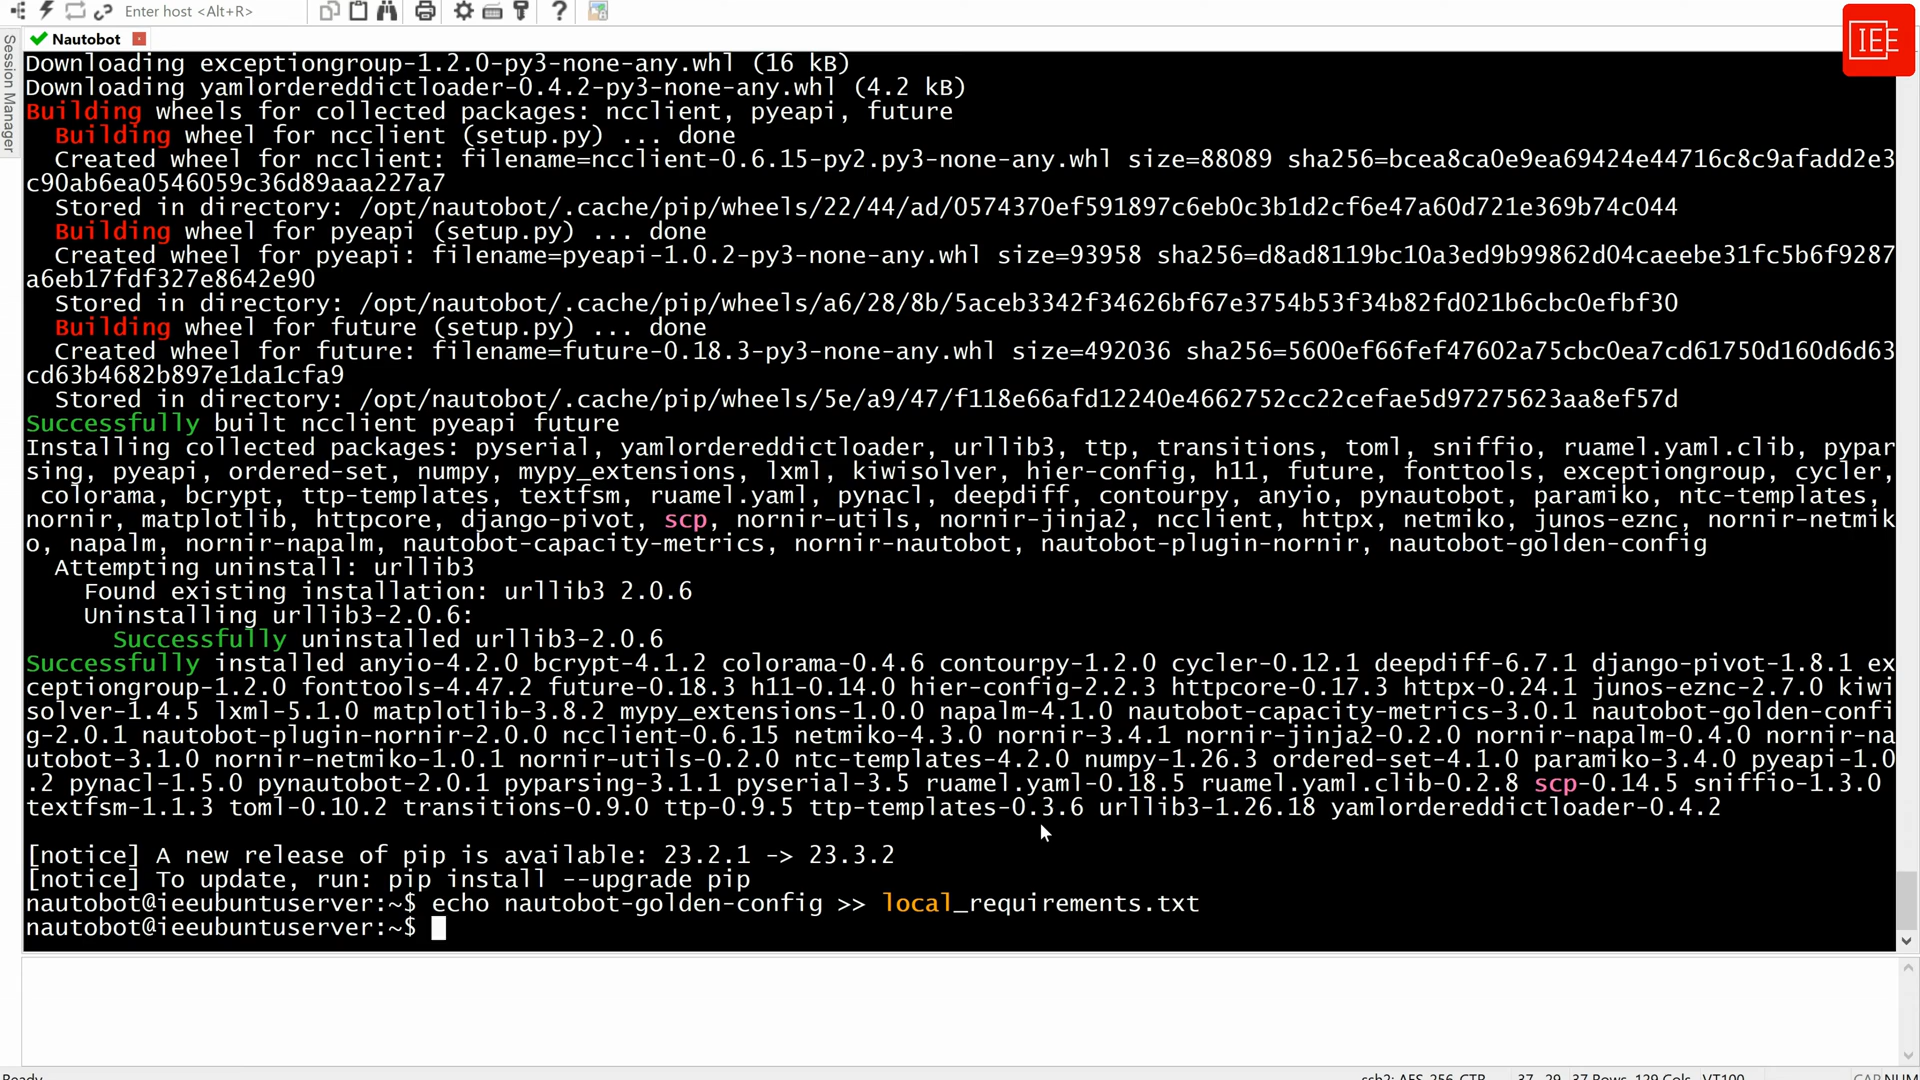 Enter host <Alt+R>
IEE
Session Manager
Nautobot
Downloading exceptiongroup-1.2.0-py3-none-any.whl (16 kB)
Downloading yamlordereddictloader-0.4.2-py3-none-any.whl (4.2 kB)
Building wheels for collected packages: ncclient, pyeapi, future
Building wheel for ncclient (setup.py) ... done
Created wheel for ncclient: filename=ncclient-0.6.15-py2.py3-none-any.whl size=88089 sha256=bcea8ca0e9ea69424e44716c8c9afadd2e3
c90ab6ea0546059c36d89aaa227a7
Stored in directory: /opt/nautobot/.cache/pip/wheels/22/44/ad/0574370ef591897c6eb0c3b1d2cf6e47a60d721e369b74c044
Building wheel for pyeapi (setup.py) ... done
Created wheel for pyeapi: filename=pyeapi-1.0.2-py3-none-any.whl size=93958 sha256=d8ad8119bc10a3ed9b99862d04caeebe31fc5b6f9287
a6eb17fdf327e8642e90
Stored in directory: /opt/nautobot/.cache/pip/wheels/a6/28/8b/5aceb3342f34626bf67e3754b53f34b82fd021b6cbc0efbf30
Building wheel for future (setup.py) ... done
Created wheel for future: filename=future-0.18.3-py3-none-any.whl size=492036 sha256=5600ef66fef47602a75cbc0ea7cd61750d160d6d63
cd63b4682b897e1da1cfa9
Stored in directory: /opt/nautobot/.cache/pip/wheels/5e/a9/47/f118e66afd12240e4662752cc22cefae5d97275623aa8ef57d
Successfully built ncclient pyeapi future
Installing collected packages: pyserial, yamlordereddictloader, urllib3, ttp, transitions, toml, sniffio, ruamel.yaml.clib, pypar
sing, pyeapi, ordered-set, numpy, mypy_extensions, lxml, kiwisolver, hier-config, h11, future, fonttools, exceptiongroup, cycler,
colorama, bcrypt, ttp-templates, textfsm, ruamel.yaml, pynacl, deepdiff, contourpy, anyio, pynautobot, paramiko, ntc-templates,
nornir, matplotlib, httpcore, django-pivot, scp, nornir-utils, nornir-jinja2, ncclient, httpx, netmiko, junos-eznc, nornir-netmik
o, napalm, nornir-napalm, nautobot-capacity-metrics, nornir-nautobot, nautobot-plugin-nornir, nautobot-golden-config
Attempting uninstall: urllib3
Found existing installation: urllib3 2.0.6
Uninstalling urllib3-2.0.6:
Successfully uninstalled urllib3-2.0.6
Successfully installed anyio-4.2.0 bcrypt-4.1.2 colorama-0.4.6 contourpy-1.2.0 cycler-0.12.1 deepdiff-6.7.1 django-pivot-1.8.1 ex
ceptiongroup-1.2.0 fonttools-4.47.2 future-0.18.3 h11-0.14.0 hier-config-2.2.3 httpcore-0.17.3 httpx-0.24.1 junos-eznc-2.7.0 kiwi
solver-1.4.5 lxml-5.1.0 matplotlib-3.8.2 mypy_extensions-1.0.0 napalm-4.1.0 nautobot-capacity-metrics-3.0.1 nautobot-golden-confi
g-2.0.1 nautobot-plugin-nornir-2.0.0 ncclient-0.6.15 netmiko-4.3.0 nornir-3.4.1 nornir-jinja2-0.2.0 nornir-napalm-0.4.0 nornir-na
utobot-3.1.0 nornir-netmiko-1.0.1 nornir-utils-0.2.0 ntc-templates-4.2.0 numpy-1.26.3 ordered-set-4.1.0 paramiko-3.4.0 pyeapi-1.0
.2 pynacl-1.5.0 pynautobot-2.0.1 pyparsing-3.1.1 pyserial-3.5 ruamel.yaml-0.18.5 ruamel.yaml.clib-0.2.8 scp-0.14.5 sniffio-1.3.0
textfsm-1.1.3 toml-0.10.2 transitions-0.9.0 ttp-0.9.5 ttp-templates-0.3.6 urllib3-1.26.18 yamlordereddictloader-0.4.2
[notice] A new release of pip is available: 23.2.1 -> 23.3.2
[notice] To update, run: pip install --upgrade pip
nautobot@ieeubuntuserver:~$ echo nautobot-golden-config >> local_requirements.txt
nautobot@ieeubuntuserver:~$
Ready ssh2: AES-256-CTR 37, 29 37 Rows, 129 Cols VT100 CAP NUM